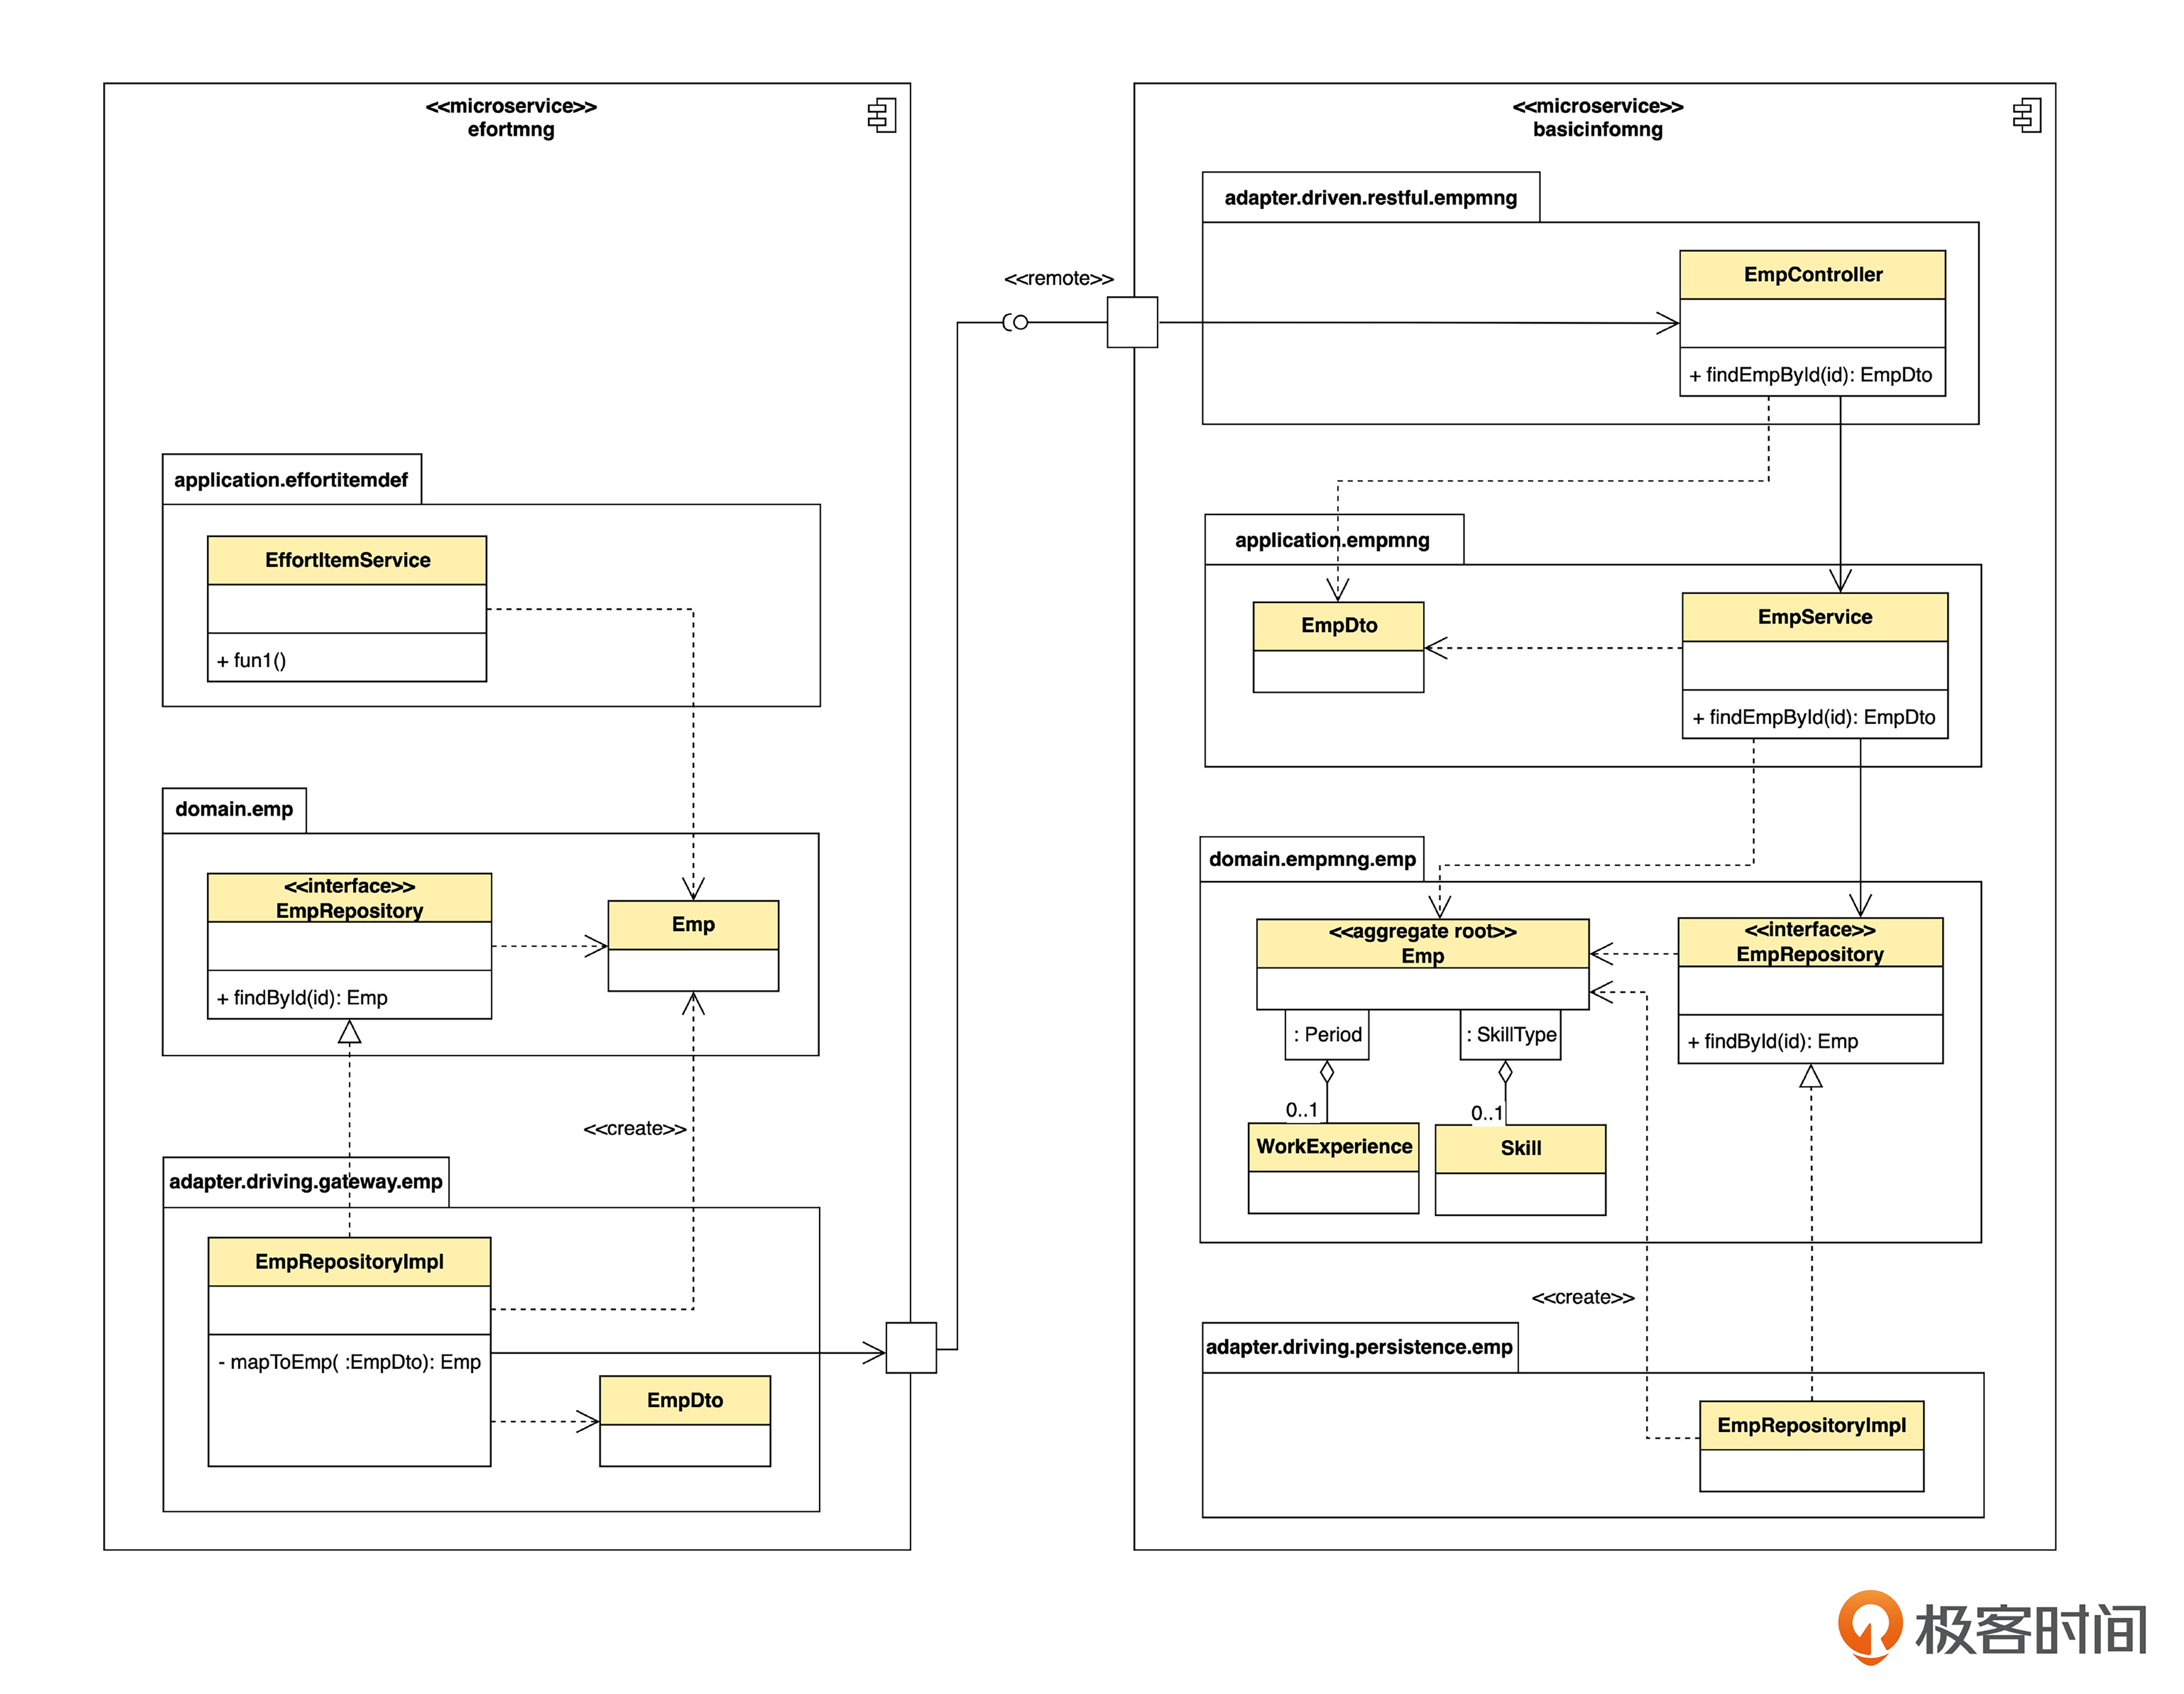 <<microservice>>
efortmng
application.effortitemdef
EffortItemService
+ fun1()
domain.emp
<<interface>>
EmpRepository
+ findById(id): Emp
Emp
<<create>>
adapter.driving.gateway.emp
EmpRepositoryImpl
- mapToEmp( :EmpDto): Emp
EmpDto
<<remote>>
<<microservice>>
basicinfomng
adapter.driven.restful.empmng
EmpController
+ findEmpById(id): EmpDto
application.empmng
EmpDto
EmpService
+ findEmpById(id): EmpDto
domain.empmng.emp
<<aggregate root>>
Emp
: Period
: SkillType
0..1
0..1
WorkExperience
Skill
<<interface>>
EmpRepository
+ findById(id): Emp
<<create>>
adapter.driving.persistence.emp
EmpRepositoryImpl
极客时间